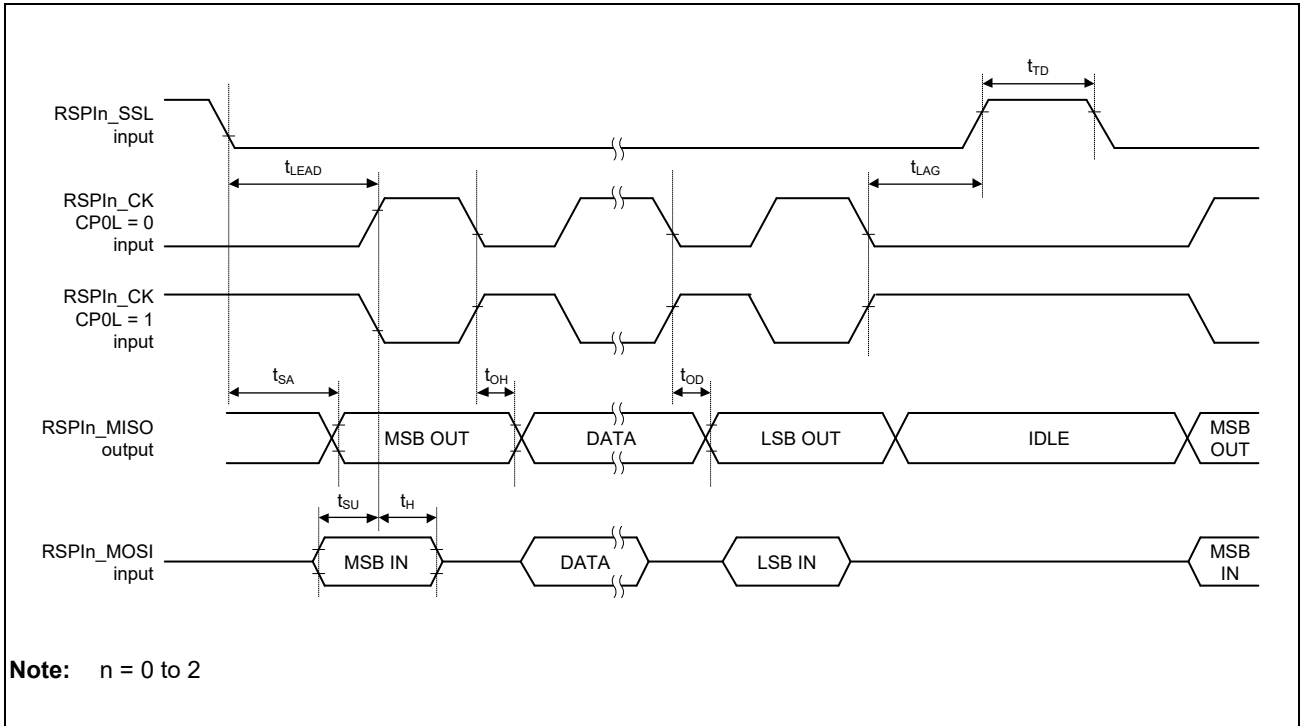 tTD
RSPIn_SSL
input
tLEAD
tLAG
RSPIn_CK
CP0L = 0
input
RSPIn_CK
CP0L = 1
input
tSA
tOH
tOD
RSPIn_MISO
output
MSB OUT
DATA
LSB OUT
IDLE
MSB
OUT
tSU
tH
RSPIn_MOSI
input
MSB IN
DATA
LSB IN
MSB
IN
Note: n = 0 to 2